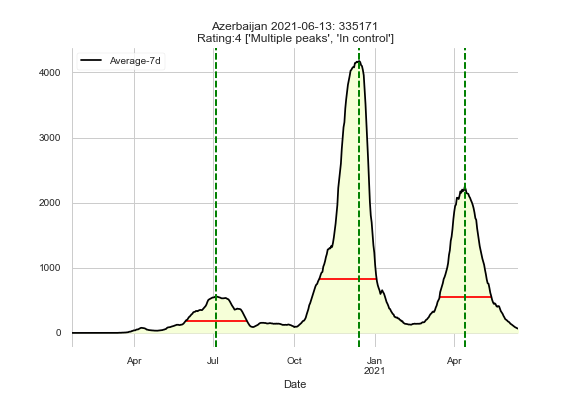 Azerbaijan 2021-06-13: 335171
Rating:4 ['Multiple peaks', 'In control']
Average-7d
4000
3000
2000
1000
0
Apr
Jul
Oct
Jan
2021
Apr
Date